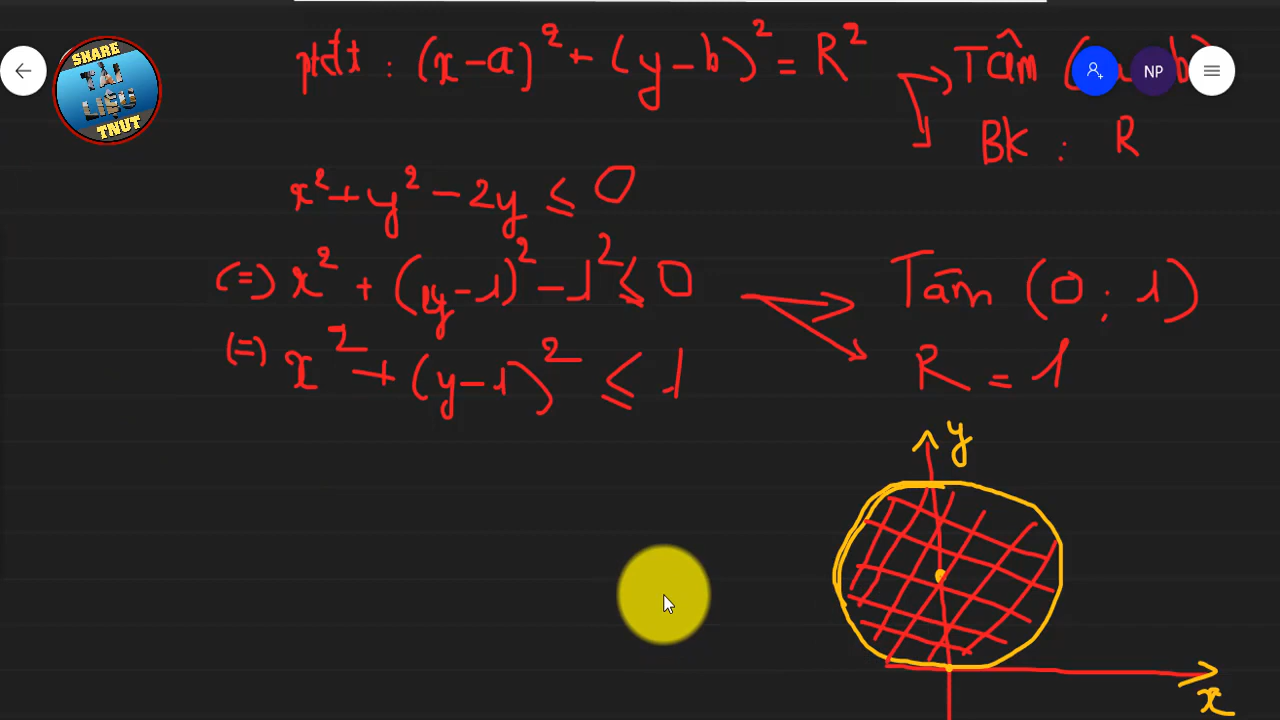 SHARE
TÀI
LIỆU
TNUT
ptđt : (x-a)² + (y-b)² = R²
Tâm ( b)
NP
BK : R
x² + y² - 2y ≤ 0
(=) x² + (y-1)² - 1² ≤ 0
Tâm (0 ; 1)
(=) x² + (y-1)² ≤ 1
R = 1
y
x